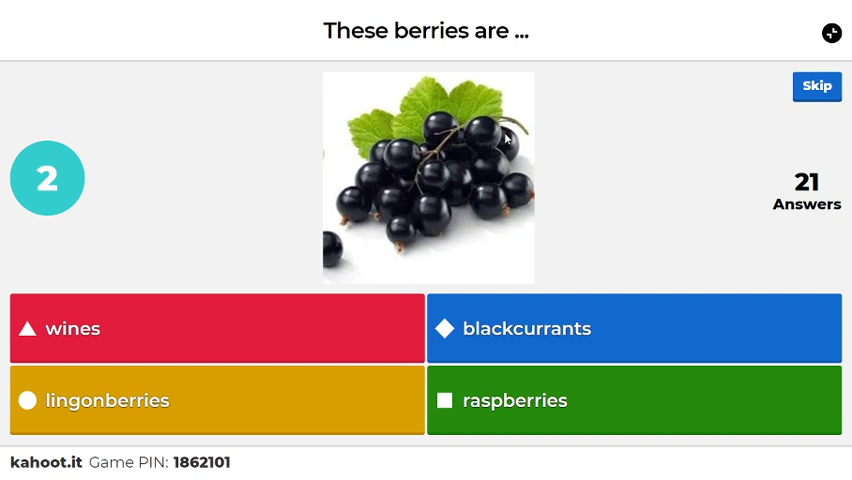 These berries are ...
Skip
2
21
Answers
wines
blackcurrants
lingonberries
raspberries
kahoot.it Game PIN: 1862101